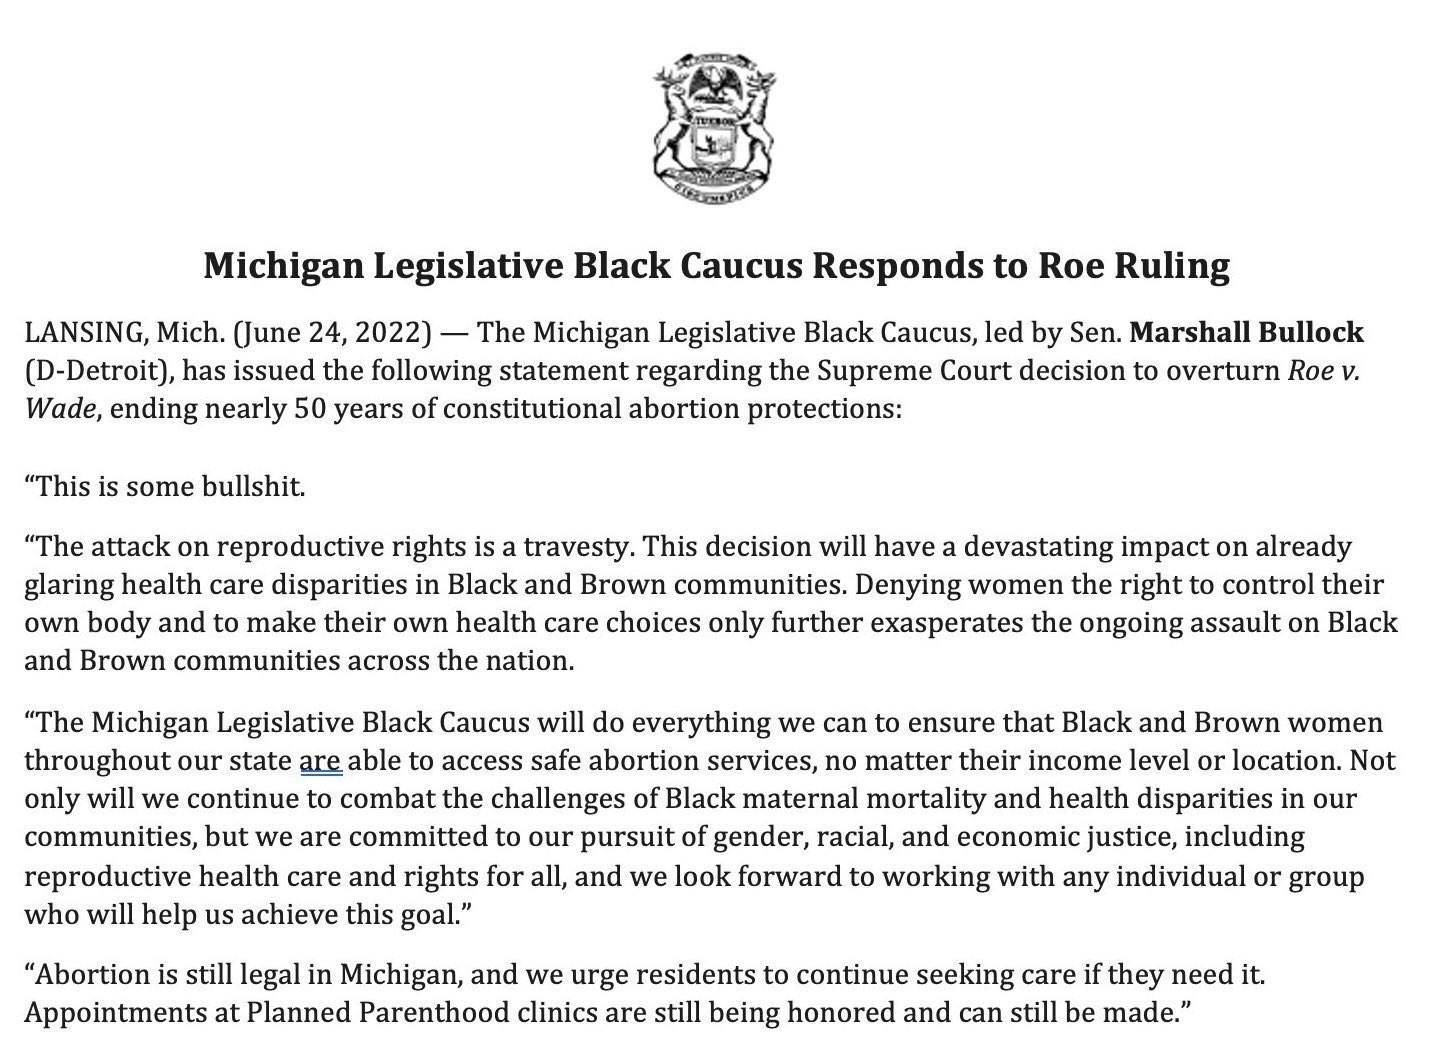 TUEBOR
CIRCUMSPICE
Michigan Legislative Black Caucus Responds to Roe Ruling
LANSING, Mich. (June 24, 2022) — The Michigan Legislative Black Caucus, led by Sen. Marshall Bullock
(D-Detroit), has issued the following statement regarding the Supreme Court decision to overturn Roe v.
Wade, ending nearly 50 years of constitutional abortion protections:
“This is some bullshit.
“The attack on reproductive rights is a travesty. This decision will have a devastating impact on already
glaring health care disparities in Black and Brown communities. Denying women the right to control their
own body and to make their own health care choices only further exasperates the ongoing assault on Black
and Brown communities across the nation.
“The Michigan Legislative Black Caucus will do everything we can to ensure that Black and Brown women
throughout our state are able to access safe abortion services, no matter their income level or location. Not
only will we continue to combat the challenges of Black maternal mortality and health disparities in our
communities, but we are committed to our pursuit of gender, racial, and economic justice, including
reproductive health care and rights for all, and we look forward to working with any individual or group
who will help us achieve this goal.”
“Abortion is still legal in Michigan, and we urge residents to continue seeking care if they need it.
Appointments at Planned Parenthood clinics are still being honored and can still be made.”